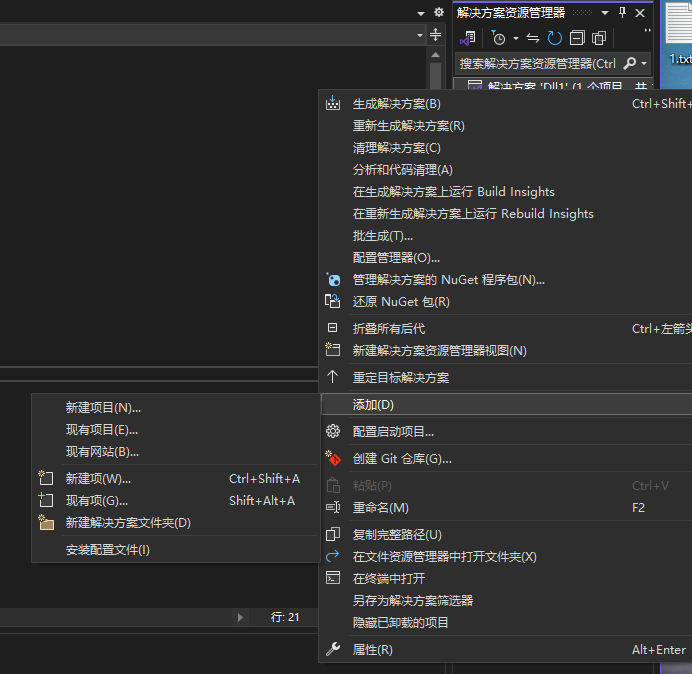 解决方案资源管理器
搜索解决方案资源管理器(Ctrl
1.txt
解决方案 'Dll1' (1 个项目，共
生成解决方案(B) Ctrl+Shift+
重新生成解决方案(R)
清理解决方案(C)
分析和代码清理(A)
在生成解决方案上运行 Build Insights
在重新生成解决方案上运行 Rebuild Insights
批生成(T)...
配置管理器(O)...
管理解决方案的 NuGet 程序包(N)...
还原 NuGet 包(R)
折叠所有后代 Ctrl+左箭头
新建解决方案资源管理器视图(N)
重定目标解决方案
添加(D)
配置启动项目...
创建 Git 仓库(G)...
粘贴(P) Ctrl+V
重命名(M) F2
复制完整路径(U)
在文件资源管理器中打开文件夹(X)
在终端中打开
另存为解决方案筛选器
隐藏已卸载的项目
属性(R) Alt+Enter
新建项目(N)...
现有项目(E)...
现有网站(B)...
新建项(W)... Ctrl+Shift+A
现有项(G)... Shift+Alt+A
新建解决方案文件夹(D)
安装配置文件(I)
行: 21